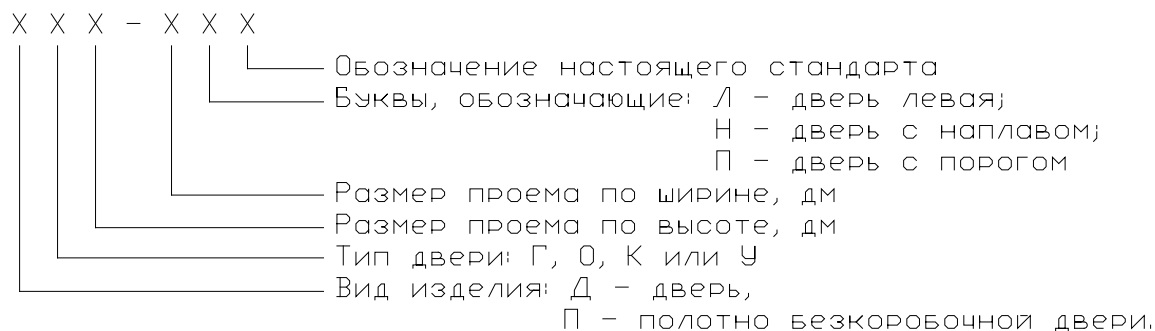 Х Х Х - Х Х Х
Обозначение настоящего стандарта
Буквы, обозначающие: Л - дверь левая;
Н - дверь с наплавом;
П - дверь с порогом
Размер проема по ширине, дм
Размер проема по высоте, дм
Тип двери: Г, О, К или У
Вид изделия: Д - дверь,
П - полотно безкоробочной двери.